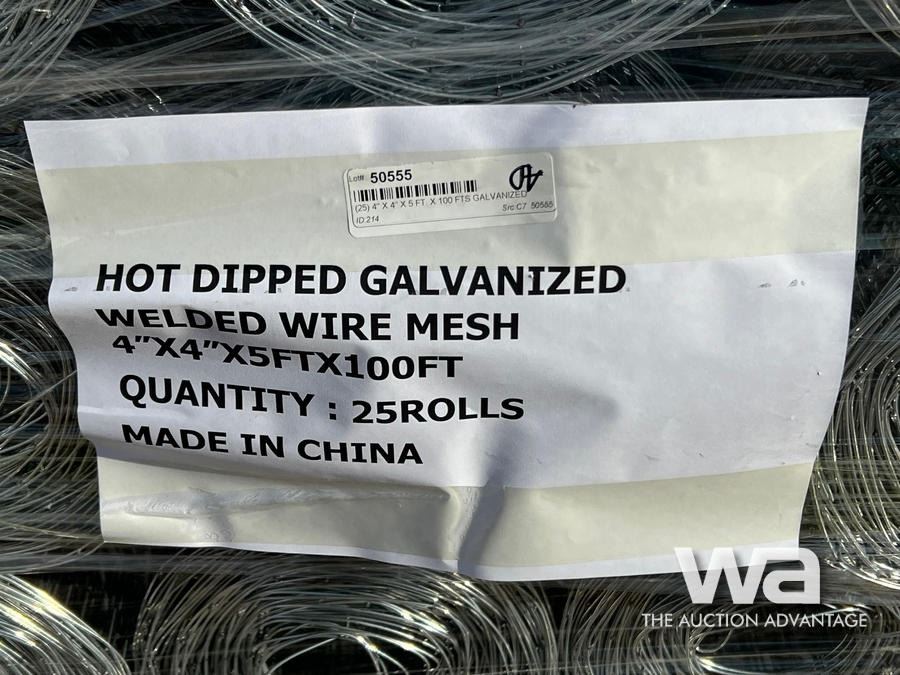 Lot# 50555
(25) 4" X 4" X 5 FT. X 100 FTS GALVANIZED
ID 214 Src C7 50555
HOT DIPPED GALVANIZED
WELDED WIRE MESH
4"X4"X5FTX100FT
QUANTITY : 25ROLLS
MADE IN CHINA
wa
THE AUCTION ADVANTAGE